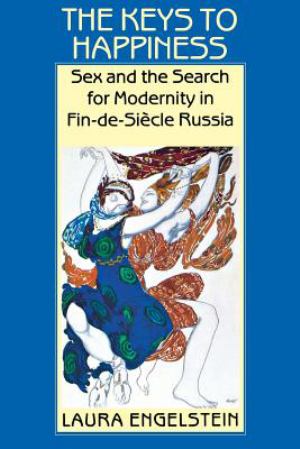 THE KEYS TO
HAPPINESS
Sex and the Search
for Modernity in
Fin-de-Siècle Russia
LAURA ENGELSTEIN